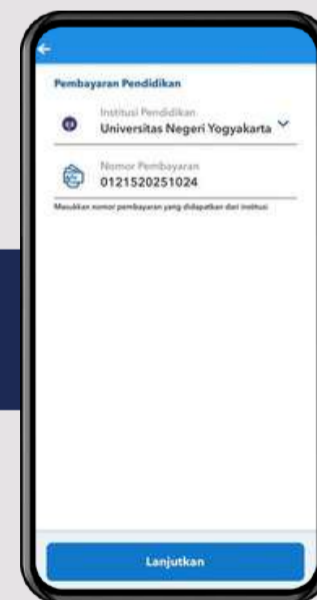 Pembayaran Pendidikan
Institusi Pendidikan
Universitas Negeri Yogyakarta
Nomor Pembayaran
0121520251024
Masukkan nomor pembayaran yang didapatkan dari institusi
Lanjutkan